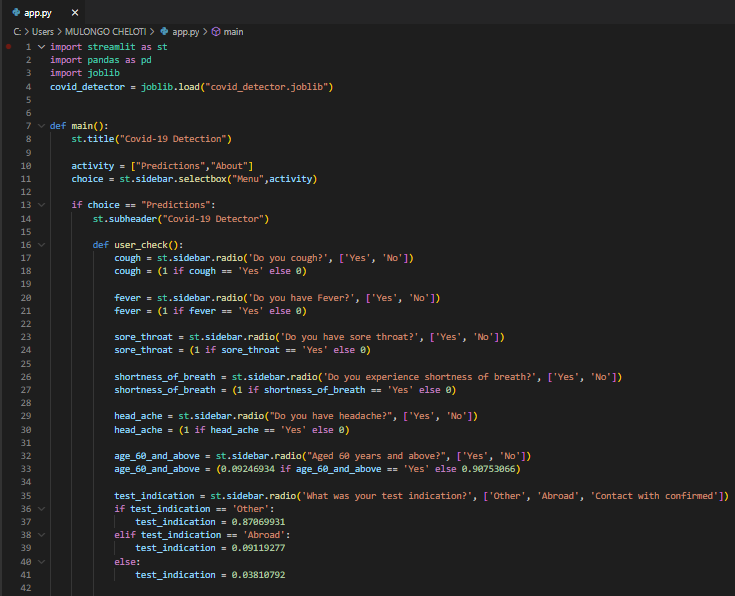 app.py
C: > Users > MULONGO CHELOTI > app.py > main
1 import streamlit as st
2 import pandas as pd
3 import joblib
4 covid_detector = joblib.load("covid_detector.joblib")
5
6
7 def main():
8     st.title("Covid-19 Detection")
9
10     activity = ["Predictions","About"]
11     choice = st.sidebar.selectbox("Menu",activity)
12
13     if choice == "Predictions":
14         st.subheader("Covid-19 Detector")
15
16         def user_check():
17             cough = st.sidebar.radio('Do you cough?', ['Yes', 'No'])
18             cough = (1 if cough == 'Yes' else 0)
19
20             fever = st.sidebar.radio('Do you have Fever?', ['Yes', 'No'])
21             fever = (1 if fever == 'Yes' else 0)
22
23             sore_throat = st.sidebar.radio('Do you have sore throat?', ['Yes', 'No'])
24             sore_throat = (1 if sore_throat == 'Yes' else 0)
25
26             shortness_of_breath = st.sidebar.radio('Do you experience shortness of breath?', ['Yes', 'No'])
27             shortness_of_breath = (1 if shortness_of_breath == 'Yes' else 0)
28
29             head_ache = st.sidebar.radio("Do you have headache?", ['Yes', 'No'])
30             head_ache = (1 if head_ache == 'Yes' else 0)
31
32             age_60_and_above = st.sidebar.radio("Aged 60 years and above?", ['Yes', 'No'])
33             age_60_and_above = (0.09246934 if age_60_and_above == 'Yes' else 0.90753066)
34
35             test_indication = st.sidebar.radio('What was your test indication?', ['Other', 'Abroad', 'Contact with confirmed'])
36             if test_indication == 'Other':
37                 test_indication = 0.87069931
38             elif test_indication == 'Abroad':
39                 test_indication = 0.09119277
40             else:
41                 test_indication = 0.03810792
42